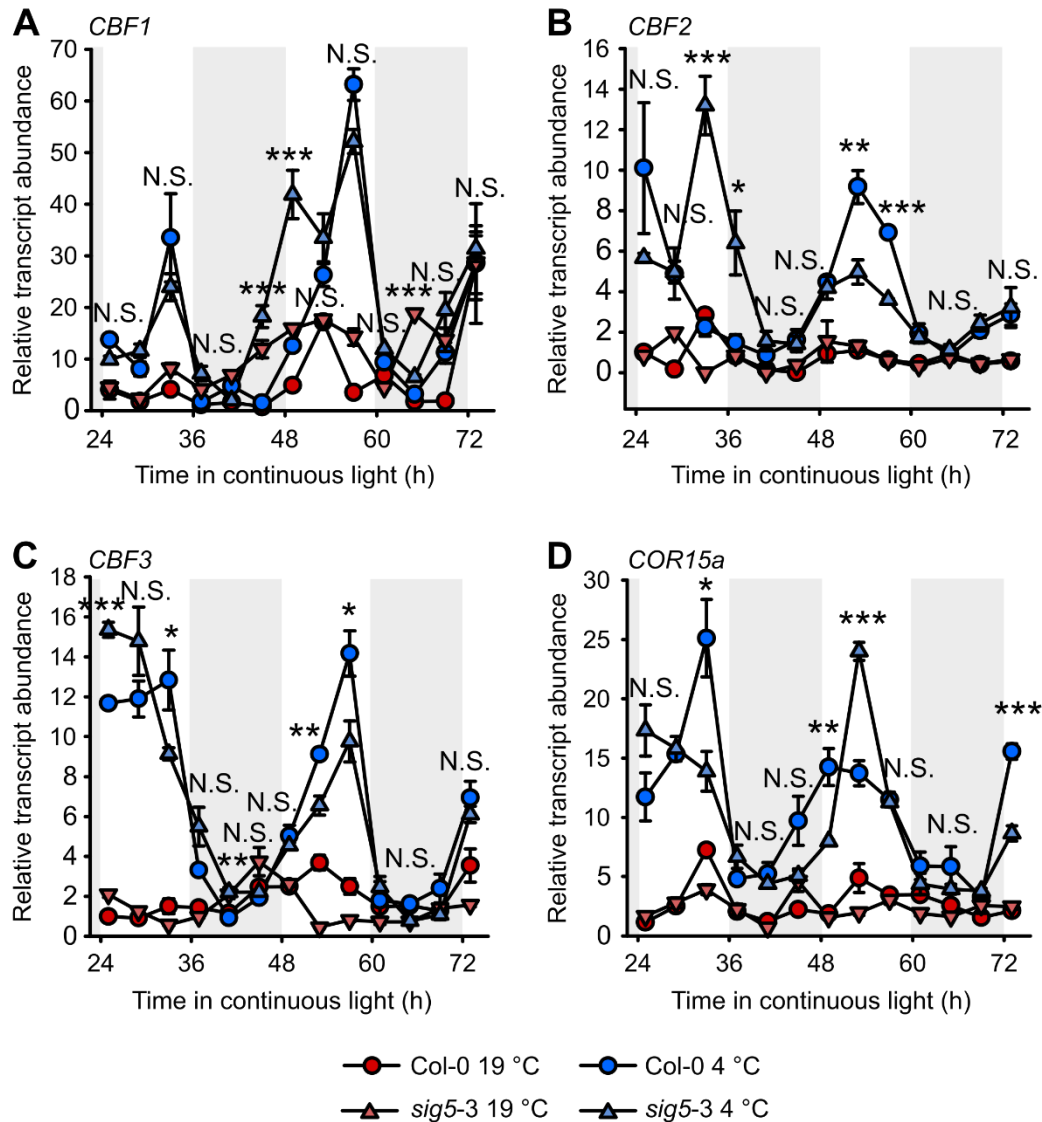 A CBF1
Relative transcript abundance
70
60
50
40
30
20
10
0
N.S. N.S. N.S. *** *** N.S. N.S. N.S. *** N.S. N.S.
24 36 48 60 72
Time in continuous light (h)
B CBF2
Relative transcript abundance
16
14
12
10
8
6
4
2
0
N.S. N.S. *** * N.S. N.S. ** *** N.S. N.S.
24 36 48 60 72
Time in continuous light (h)
C CBF3
Relative transcript abundance
18
16
14
12
10
8
6
4
2
0
*** N.S. * N.S. ** N.S. N.S. ** * N.S. N.S.
24 36 48 60 72
Time in continuous light (h)
D COR15a
Relative transcript abundance
30
25
20
15
10
5
0
N.S. * N.S. N.S. ** *** N.S. N.S. ***
24 36 48 60 72
Time in continuous light (h)
Col-0 19 °C Col-0 4 °C
sig5-3 19 °C sig5-3 4 °C